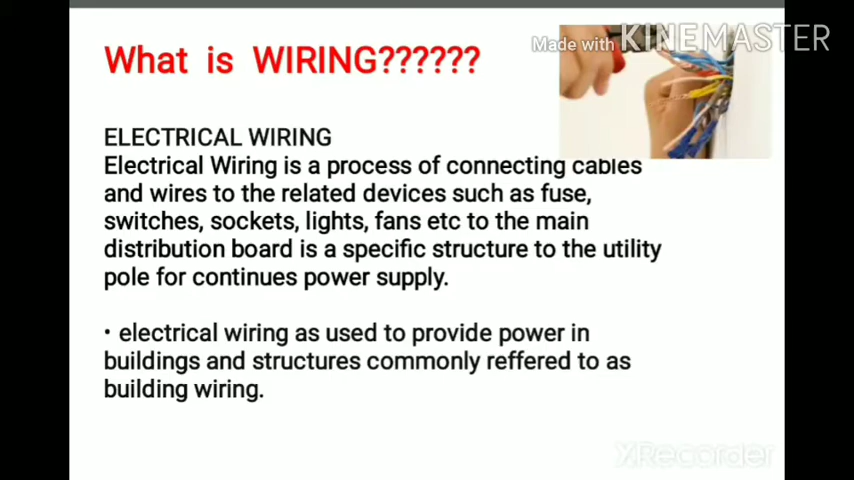 Made with KINEMASTER
What is WIRING??????
ELECTRICAL WIRING
Electrical Wiring is a process of connecting cables
and wires to the related devices such as fuse,
switches, sockets, lights, fans etc to the main
distribution board is a specific structure to the utility
pole for continues power supply.
• electrical wiring as used to provide power in
buildings and structures commonly reffered to as
building wiring.
XRecorder